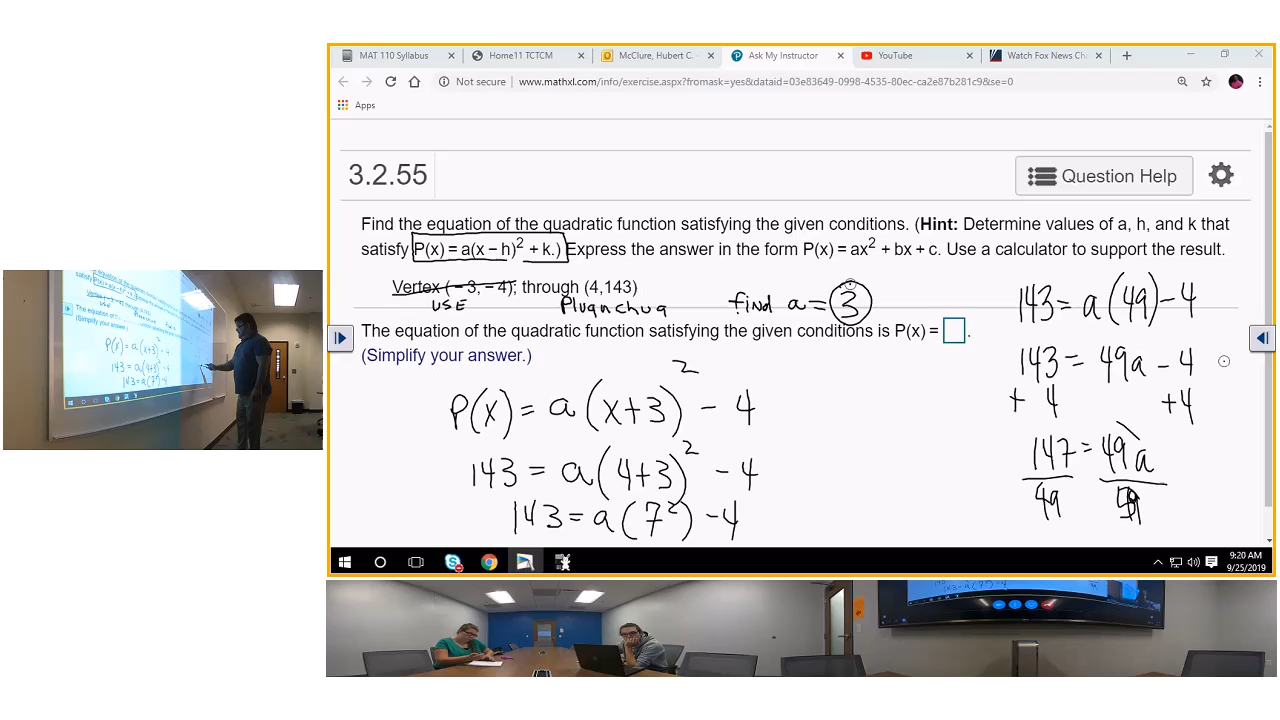 MAT 110 Syllabus- Home11 TCTCM McClure, Hubert C. - Ask My Instructor YouTube Watch Fox News Ch
Not secure www.mathxl.com/info/exercise.aspx?fromask=yes&dataid=03e83649-0998-4535-80ec-ca2e87b281c9&se=0
Apps
3.2.55
Question Help
Find the equation of the quadratic function satisfying the given conditions. (Hint: Determine values of a, h, and k that
satisfy P(x) = a(x − h)² + k.) Express the answer in the form P(x) = ax² + bx + c. Use a calculator to support the result.
Vertex (−3, −4); through (4,143)
USE find a = 3
The equation of the quadratic function satisfying the given conditions is P(x) = .
(Simplify your answer.)
P(x) = a(x+3)² − 4
143 = a(4+3)² − 4
143 = a(7²) − 4
143 = a(49) − 4
143 = 49a − 4
+ 4 +4
147 = 49a
49
9:20 AM
9/25/2019